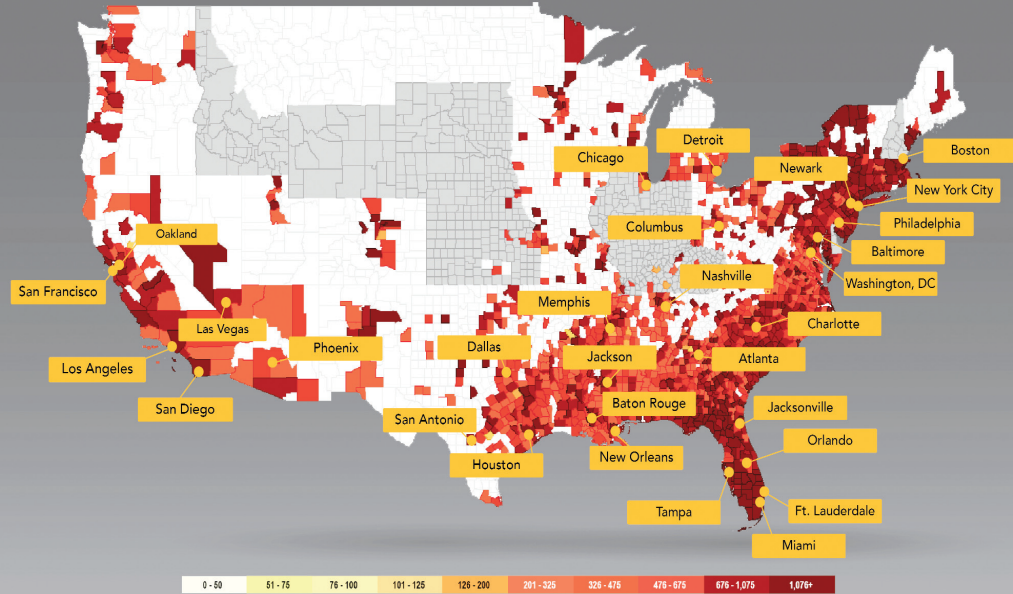 Detroit
Chicago
Boston
Newark
New York City
Columbus
Philadelphia
Oakland
Baltimore
Nashville
Washington, DC
San Francisco
Memphis
Las Vegas
Charlotte
Phoenix
Dallas
Jackson
Atlanta
Los Angeles
San Diego
Baton Rouge
Jacksonville
San Antonio
Orlando
New Orleans
Houston
Tampa
Ft. Lauderdale
Miami
0 - 50
51 - 75
76 - 100
101 - 125
126 - 200
201 - 325
326 - 475
476 - 675
676 - 1,075
1,076+